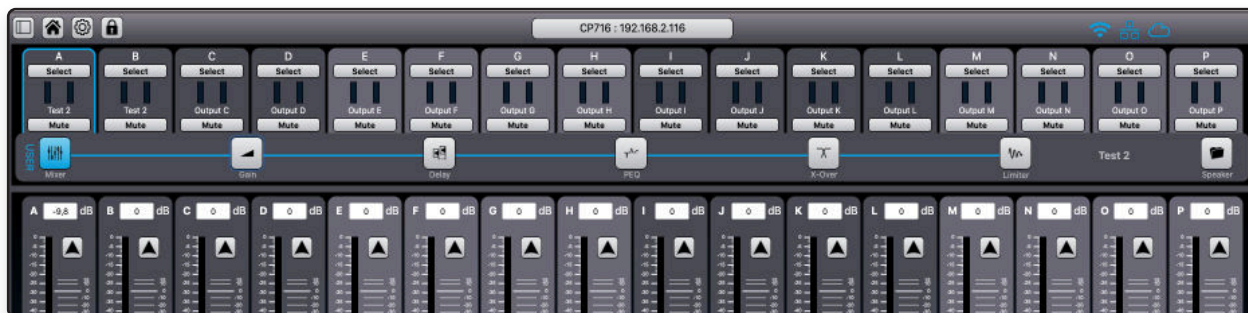 CP716 : 192.168.2.116
A B C D E F G H I J K L M N O P
Select Select Select Select Select Select Select Select Select Select Select Select Select Select Select Select
Test 2 Test 2 Output C Output D Output E Output F Output G Output H Output I Output J Output K Output L Output M Output N Output O Output P
Mute Mute Mute Mute Mute Mute Mute Mute Mute Mute Mute Mute Mute Mute Mute Mute
USER
Test 2
Mixer Gain Delay PEQ X-Over Limiter Speaker
A -9,8 dB B 0 dB C 0 dB D 0 dB E 0 dB F 0 dB G 0 dB H 0 dB I 0 dB J 0 dB K 0 dB L 0 dB M 0 dB N 0 dB O 0 dB P 0 dB